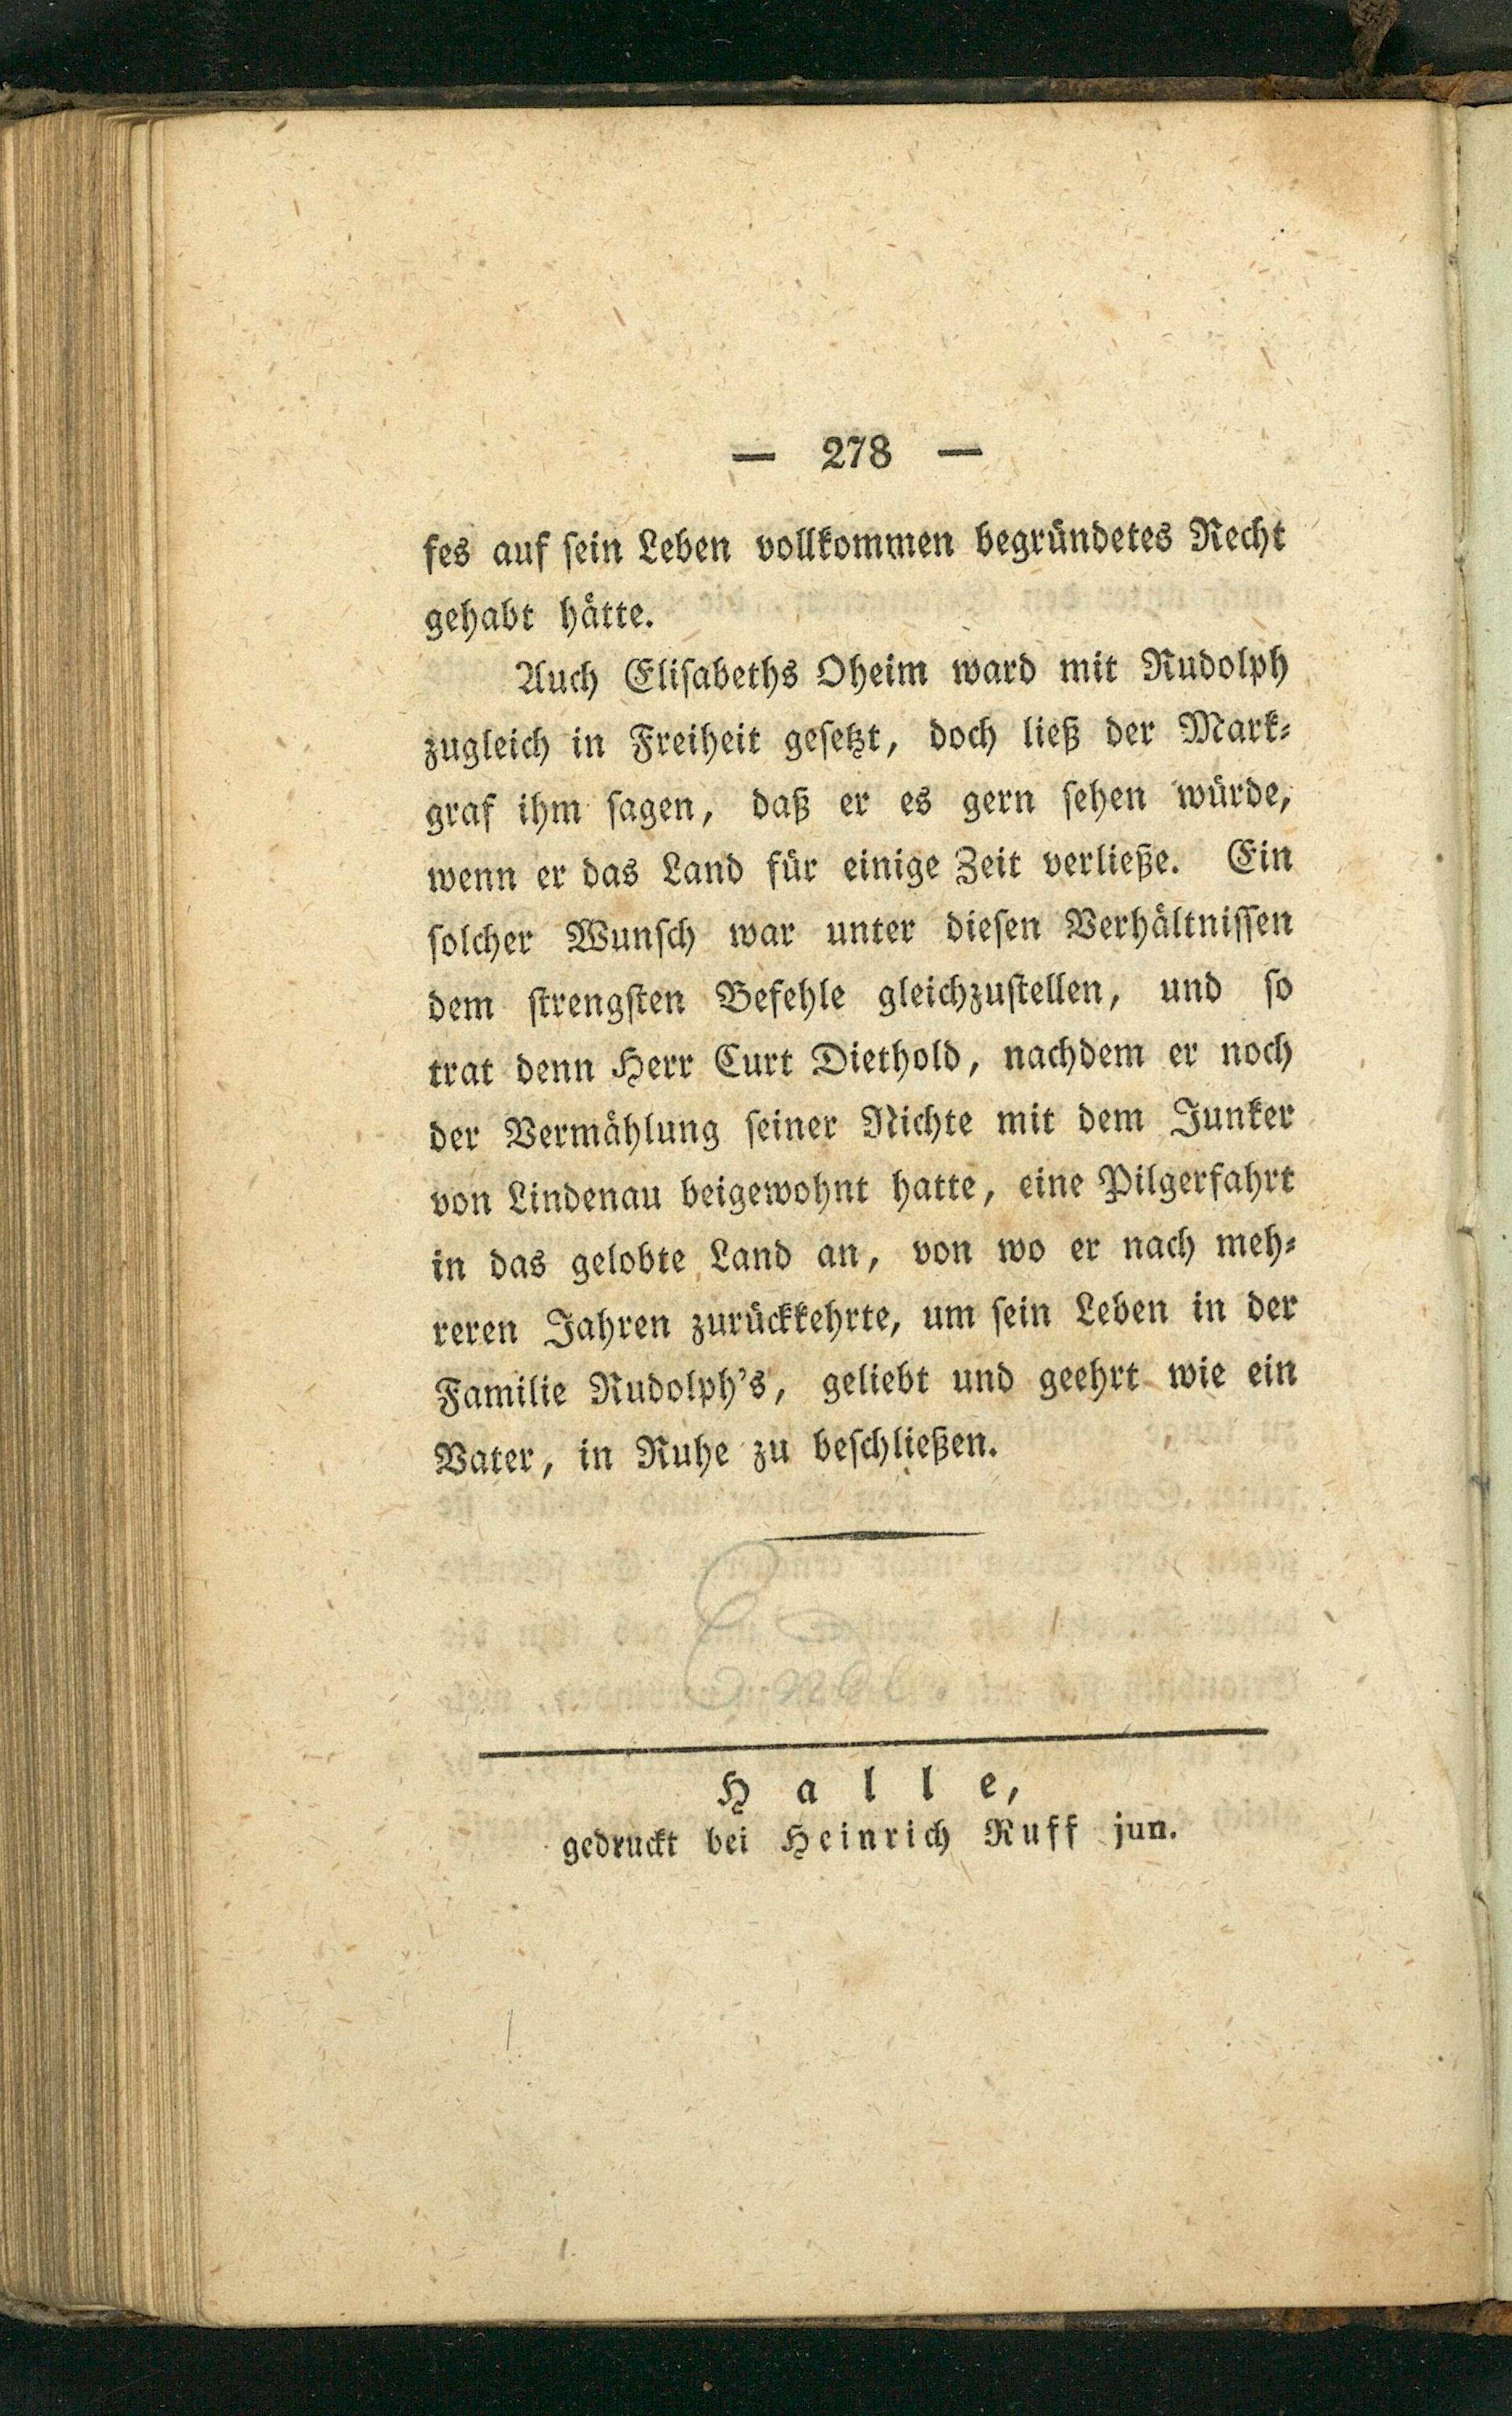 — 278 —
fes auf ſein Leben vollkommen begründetes Recht
gehabt hätte.
Auch Eliſabeths Oheim ward mit Rudolph
zugleich in Freiheit geſetzt, doch ließ der Mark⸗
graf ihm ſagen, daß er es gern ſehen würde,
wenn er das Land für einige Zeit verließe. Ein
ſolcher Wunſch war unter dieſen Verhältniſſen
dem ſtrengſten Befehle gleichzuſtellen, und ſo
trat denn Herr Curt Diethold, nachdem er noch
der Vermählung ſeiner Nichte mit dem Junker
von Lindenau beigewohnt hatte, eine Pilgerfahrt
in das gelobte Land an, von wo er nach meh⸗
reren Jahren zurückkehrte, um ſein Leben in der
Familie Rudolph's, geliebt und geehrt wie ein
Vater, in Ruhe zu beſchließen.
Ende
Halle,
gedruckt bei Heinrich Ruff jun.